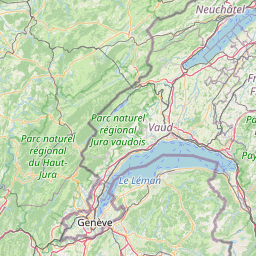 Neuchâtel
Parc naturel
régional
Jura vaudois
Vaud
Parc naturel
régional
du Haut-
Jura
Le Léman
Genève